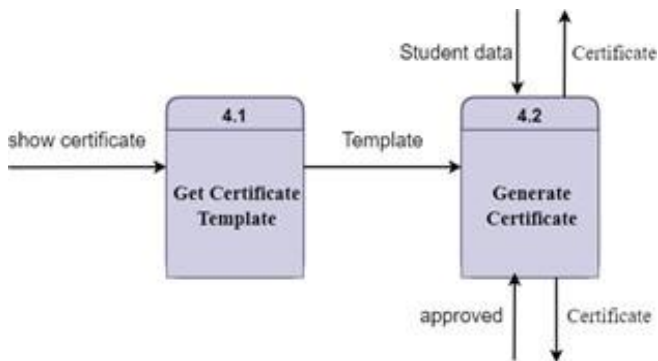 Student data
Certificate
4.1
4.2
show certificate
Template
Get Certificate
Template
Generate
Certificate
approved
Certificate